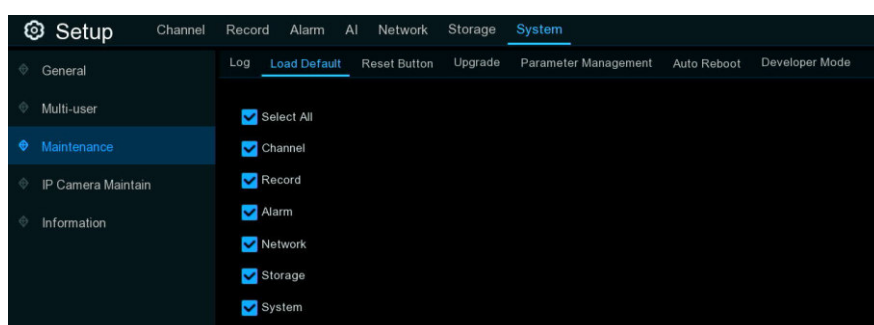 Setup Channel Record Alarm AI Network Storage System
Log Load Default Reset Button Upgrade Parameter Management Auto Reboot Developer Mode
General
Multi-user
Maintenance
IP Camera Maintain
Information
Select All
Channel
Record
Alarm
Network
Storage
System